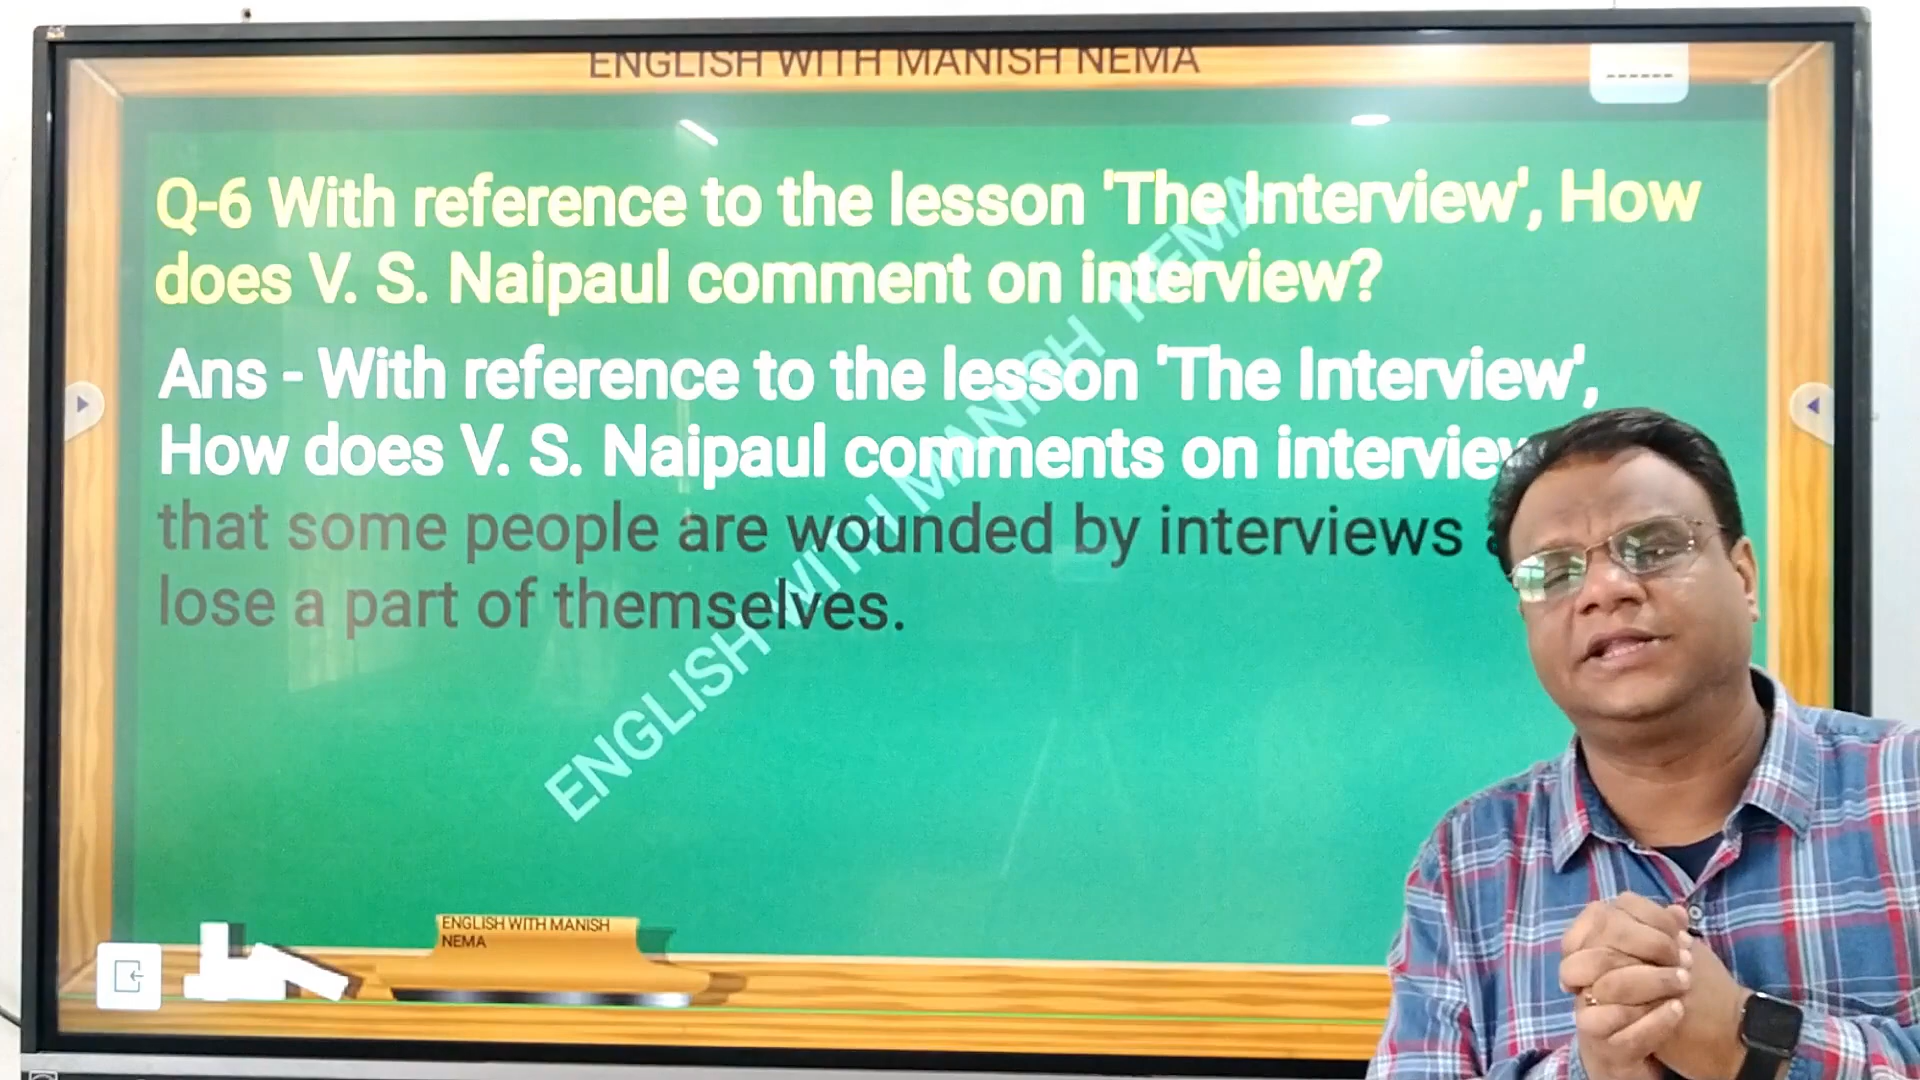 ENGLISH WITH MANISH NEMA
------
Q-6 With reference to the lesson 'The Interview', How
does V. S. Naipaul comment on interview?
Ans - With reference to the lesson 'The Interview',
How does V. S. Naipaul comments on
that some people are wounded by interviews
lose a part of themselves.
ENGLISH WITH MANISH NEMA
ENGLISH WITH MANISH
NEMA